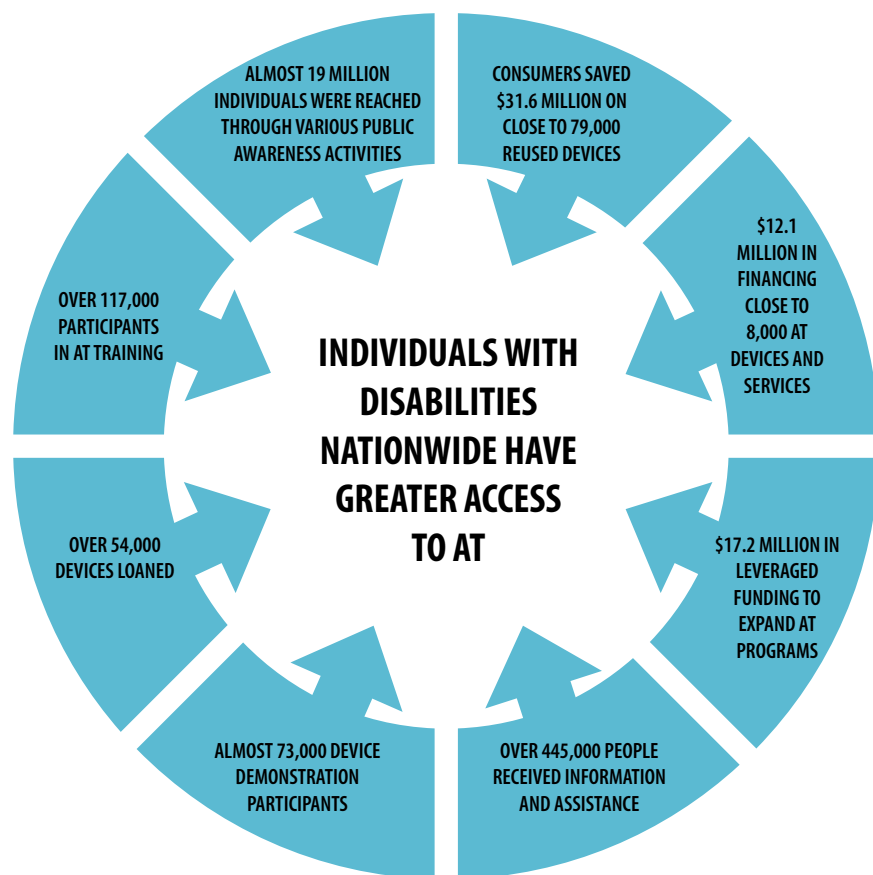 ALMOST 19 MILLION
INDIVIDUALS WERE REACHED
THROUGH VARIOUS PUBLIC
AWARENESS ACTIVITIES
CONSUMERS SAVED
$31.6 MILLION ON
CLOSE TO 79,000
REUSED DEVICES
$12.1
MILLION IN
FINANCING
CLOSE TO
8,000 AT
DEVICES AND
SERVICES
$17.2 MILLION IN
LEVERAGED
FUNDING TO
EXPAND AT
PROGRAMS
OVER 445,000 PEOPLE
RECEIVED INFORMATION
AND ASSISTANCE
ALMOST 73,000 DEVICE
DEMONSTRATION
PARTICIPANTS
OVER 54,000
DEVICES LOANED
OVER 117,000
PARTICIPANTS
IN AT TRAINING
INDIVIDUALS WITH
DISABILITIES
NATIONWIDE HAVE
GREATER ACCESS
TO AT